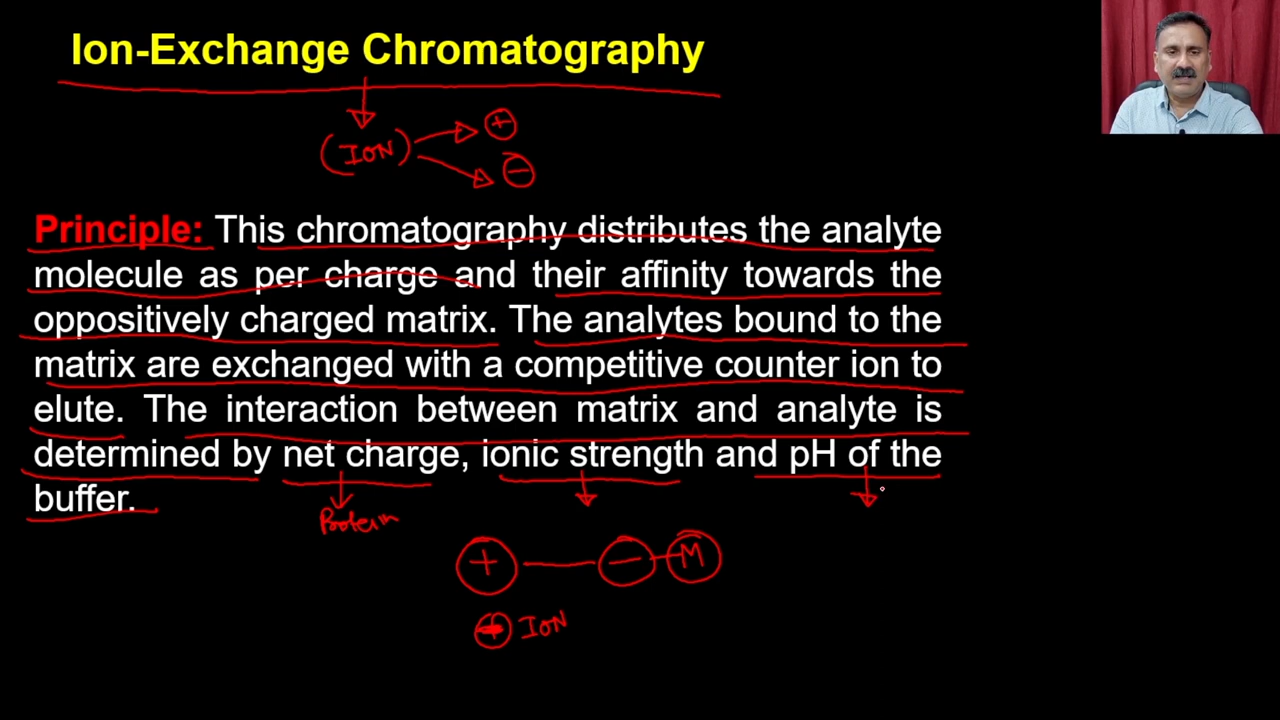 Ion-Exchange Chromatography
(ION)
+
-
Principle: This chromatography distributes the analyte
molecule as per charge and their affinity towards the
oppositively charged matrix. The analytes bound to the
matrix are exchanged with a competitive counter ion to
elute. The interaction between matrix and analyte is
determined by net charge, ionic strength and pH of the
buffer.
Protein
+ - M
+ ION